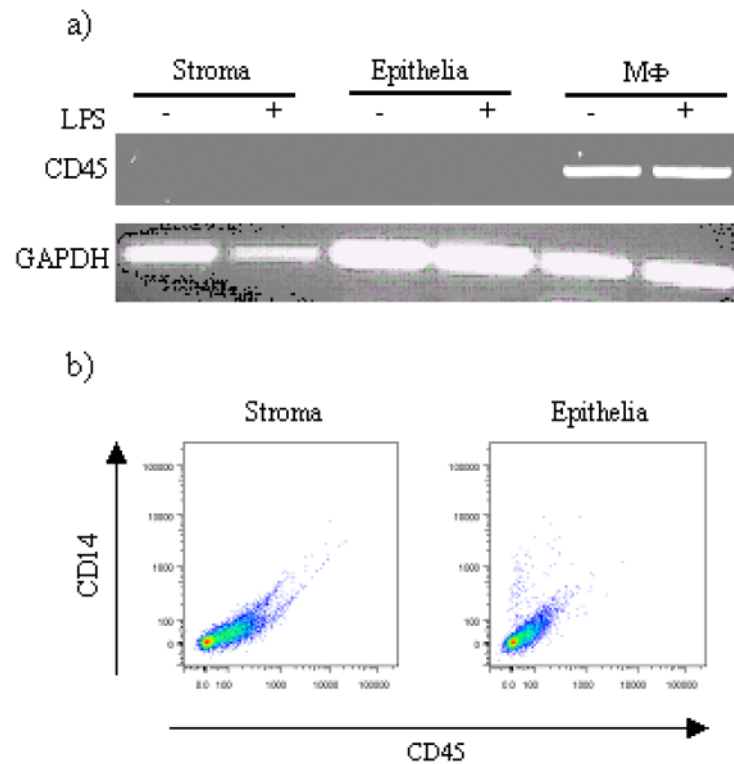 a)
Stroma Epithelia MΦ
LPS - + - + - +
CD45
GAPDH
b)
Stroma Epithelia
CD14
100000 100000
10000 10000
1000 1000
100 100
0 0
0.0 100 1000 10000 100000 0.0 100 1000 10000 100000
CD45